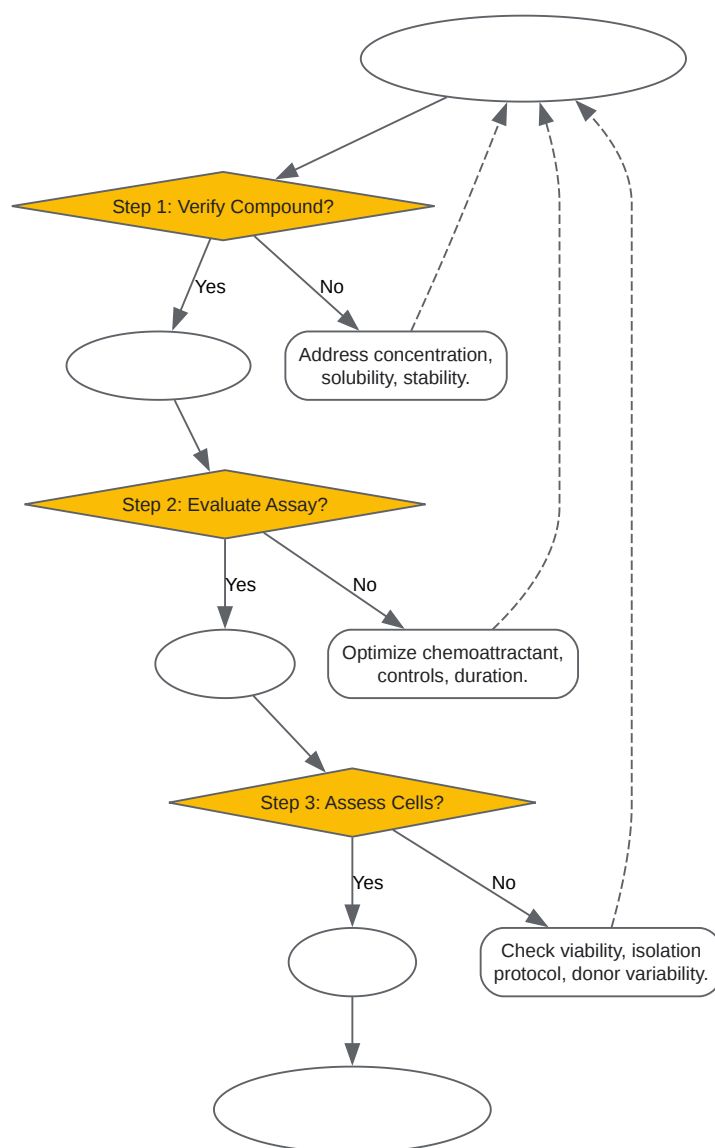 Step 1: Verify Compound?
Yes
No
Address concentration,
solubility, stability.
Step 2: Evaluate Assay?
Yes
No
Optimize chemoattractant,
controls, duration.
Step 3: Assess Cells?
Yes
No
Check viability, isolation
protocol, donor variability.